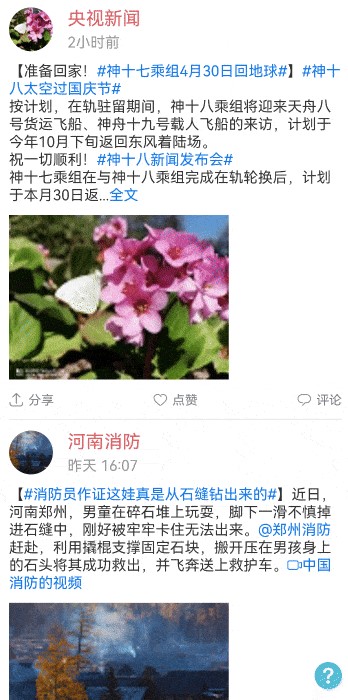 央视新闻
2小时前
【准备回家！#神十七乘组4月30日回地球#】#神十
八太空过国庆节#
按计划，在轨驻留期间，神十八乘组将迎来天舟八
号货运飞船、神舟十九号载人飞船的来访，计划于
今年10月下旬返回东风着陆场。
祝一切顺利！#神十八新闻发布会#
神十七乘组在与神十八乘组完成在轨轮换后，计划
于本月30日返...全文
分享
点赞
评论
河南消防
昨天 16:07
【#消防员作证这娃真是从石缝钻出来的#】近日，
河南郑州，男童在碎石堆上玩耍，脚下一滑不慎掉
进石缝中，刚好被牢牢卡住无法出来。@郑州消防
赶赴，利用撬棍支撑固定石块，搬开压在男孩身上
的石头将其成功救出，并飞奔送上救护车。中国
消防的视频
?